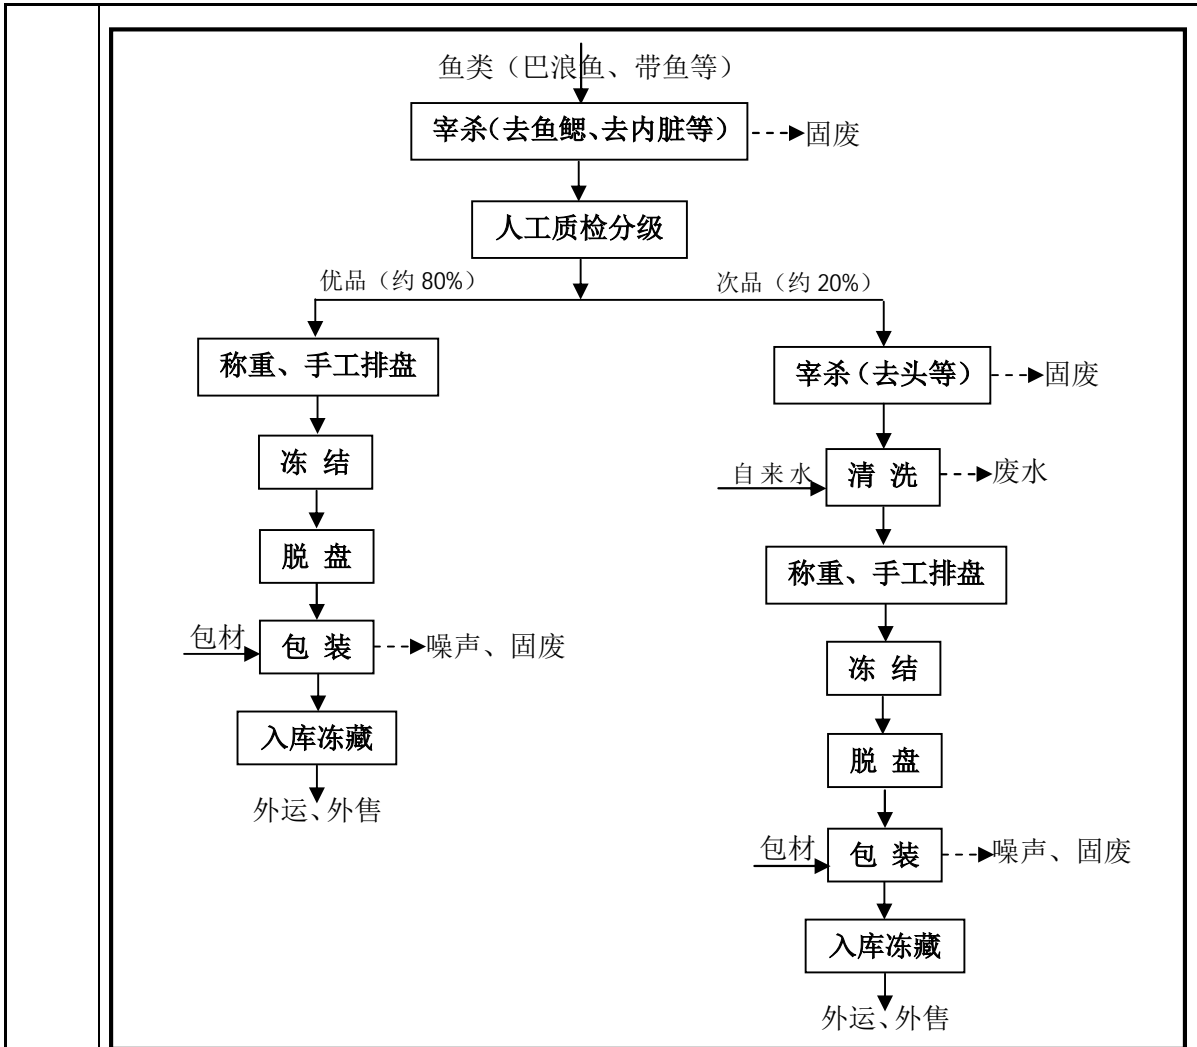 鱼类（巴浪鱼、带鱼等）
宰杀（去鱼鳃、去内脏等）
固废
人工质检分级
优品（约 80%）
次品（约 20%）
称重、手工排盘
冻 结
脱 盘
包材
包 装
噪声、固废
入库冻藏
外运、外售
宰杀（去头等）
固废
自来水
清 洗
废水
称重、手工排盘
冻 结
脱 盘
包材
包 装
噪声、固废
入库冻藏
外运、外售